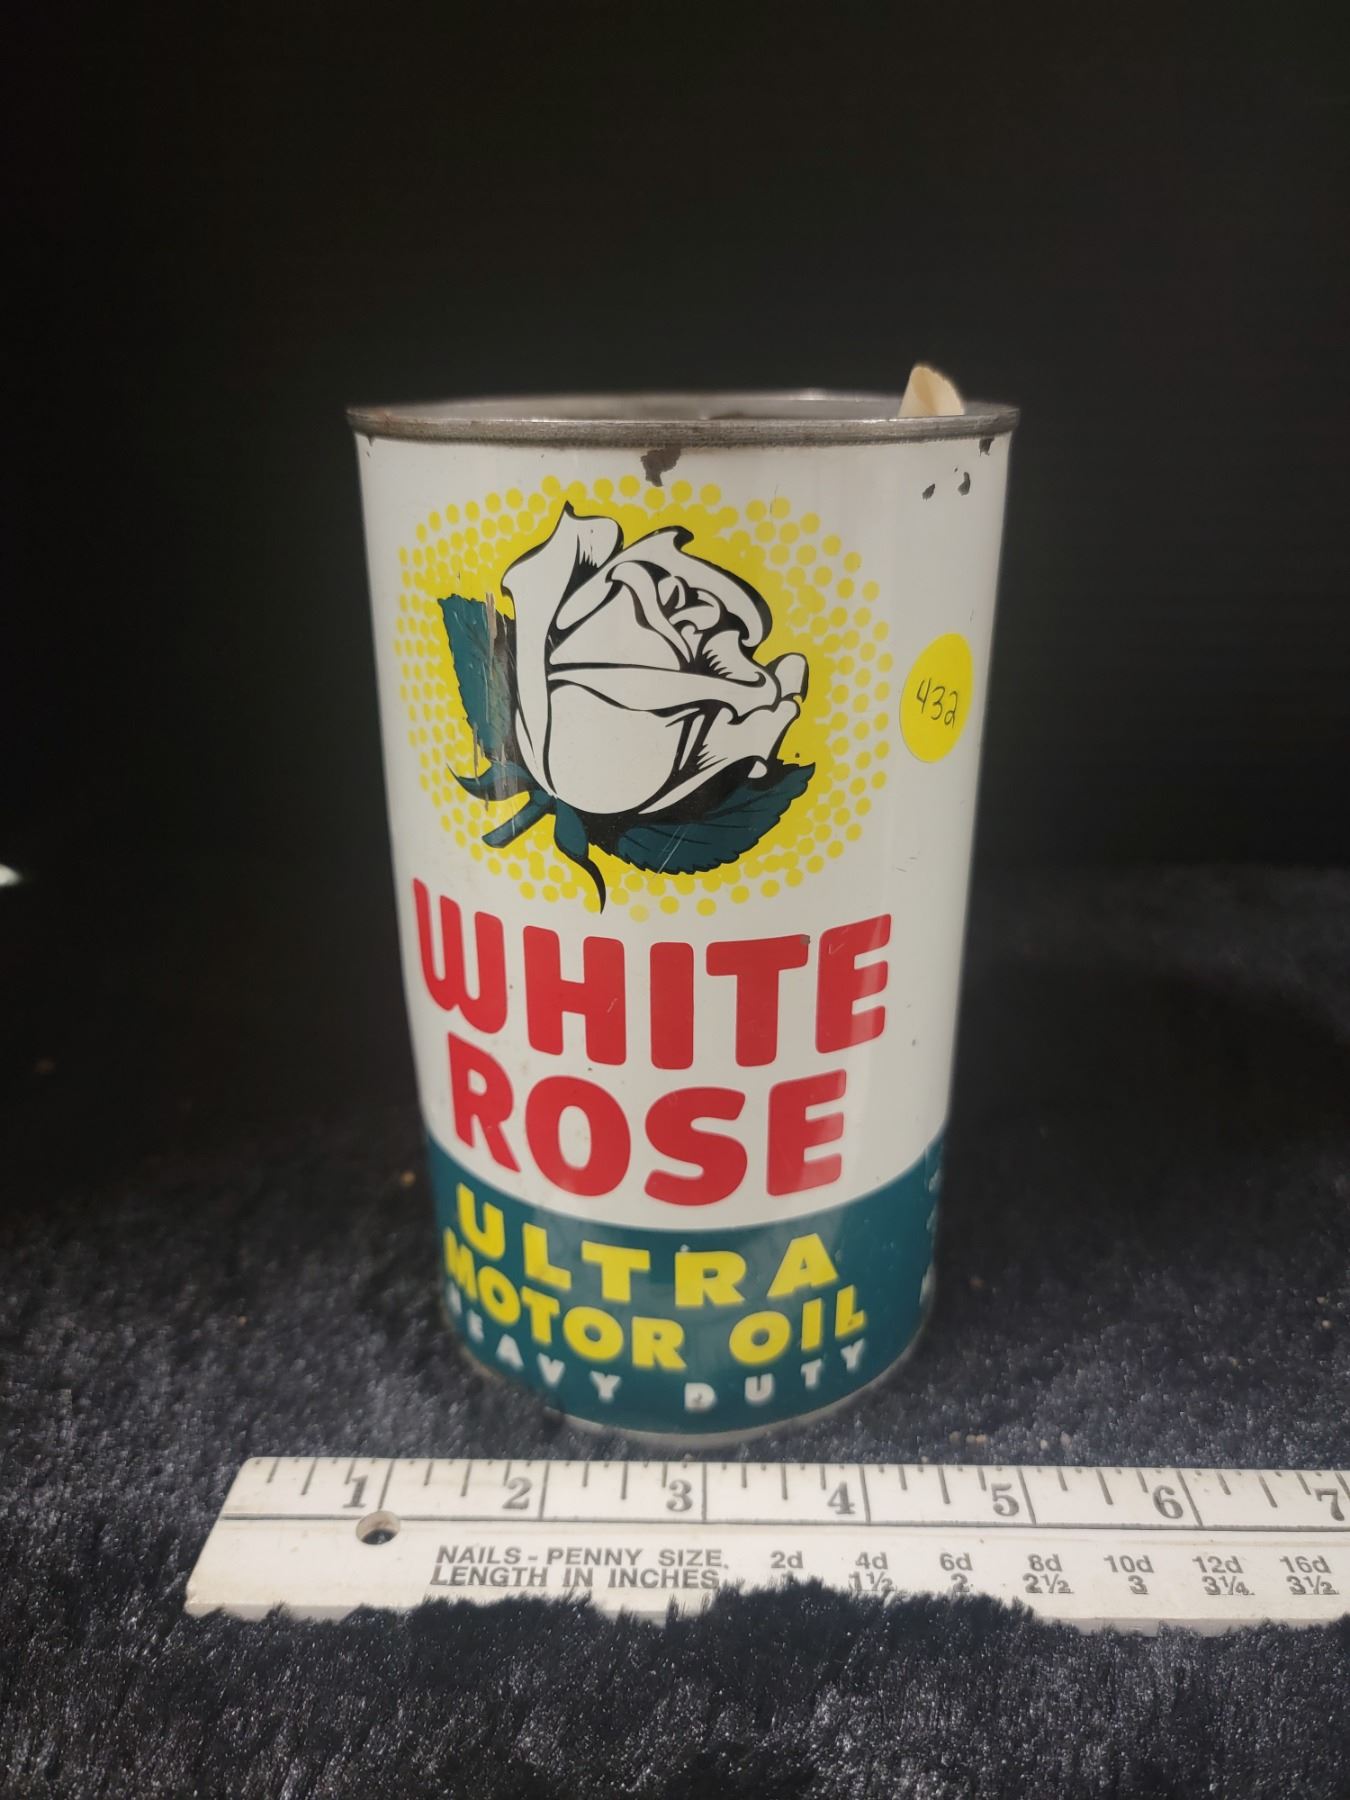 432
WHITE
ROSE
ULTRA
MOTOR OIL
HEAVY DUTY
1 2 3 4 5 6 7
NAILS - PENNY SIZE. 2d 4d 6d 8d 10d 12d 16d
LENGTH IN INCHES. 1 1½ 2 2½ 3 3¼ 3½